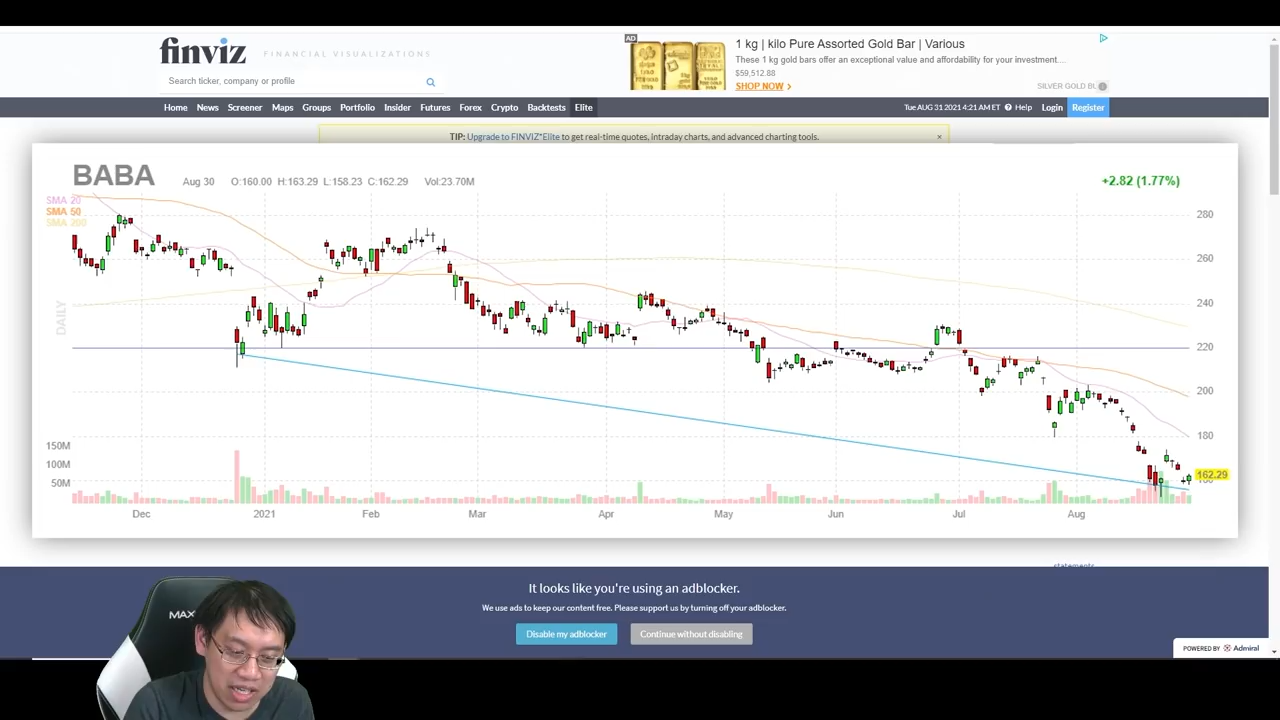 finviz FINANCIAL VISUALIZATIONS
AD
1 kg | kilo Pure Assorted Gold Bar | Various
These 1 kg gold bars offer an exceptional value and affordability for your investment....
$59,512.88
SHOP NOW >
SILVER GOLD BU
Search ticker, company or profile
Home News Screener Maps Groups Portfolio Insider Futures Forex Crypto Backtests Elite
Tue AUG 31 2021 4:21 AM ET Help Login Register
TIP: Upgrade to FINVIZ*Elite to get real-time quotes, intraday charts, and advanced charting tools. ×
BABA Aug 30 O:160.00 H:163.29 L:158.23 C:162.29 Vol:23.70M +2.82 (1.77%)
SMA 20
SMA 50
SMA 200
DAILY
280
260
240
220
200
180
162.29
160
150M
100M
50M
Dec 2021 Feb Mar Apr May Jun Jul Aug
statements
It looks like you're using an adblocker.
We use ads to keep our content free. Please support us by turning off your adblocker.
Disable my adblocker Continue without disabling
POWERED BY Admiral
MAX